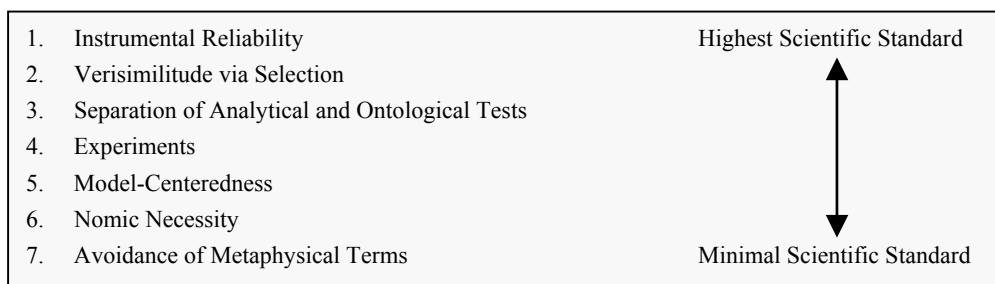 1. Instrumental Reliability Highest Scientific Standard
2. Verisimilitude via Selection
3. Separation of Analytical and Ontological Tests
4. Experiments
5. Model-Centeredness
6. Nomic Necessity
7. Avoidance of Metaphysical Terms Minimal Scientific Standard